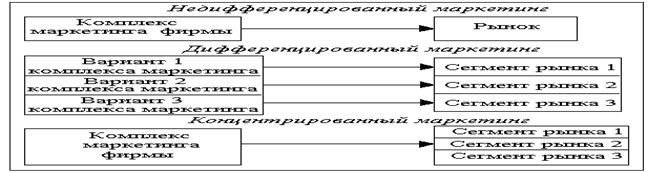 Недифференцированный маркетинг
Комплекс
маркетинга фирмы
Рынок
Дифференцированный маркетинг
Вариант 1
комплекса маркетинга
Сегмент рынка 1
Вариант 2
комплекса маркетинга
Сегмент рынка 2
Вариант 3
комплекса маркетинга
Сегмент рынка 3
Концентрированный маркетинг
Комплекс
маркетинга
фирмы
Сегмент рынка 1
Сегмент рынка 2
Сегмент рынка 3